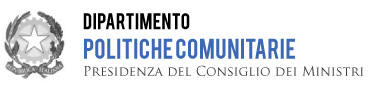 DIPARTIMENTO
POLITICHE COMUNITARIE
PRESIDENZA DEL CONSIGLIO DEI MINISTRI